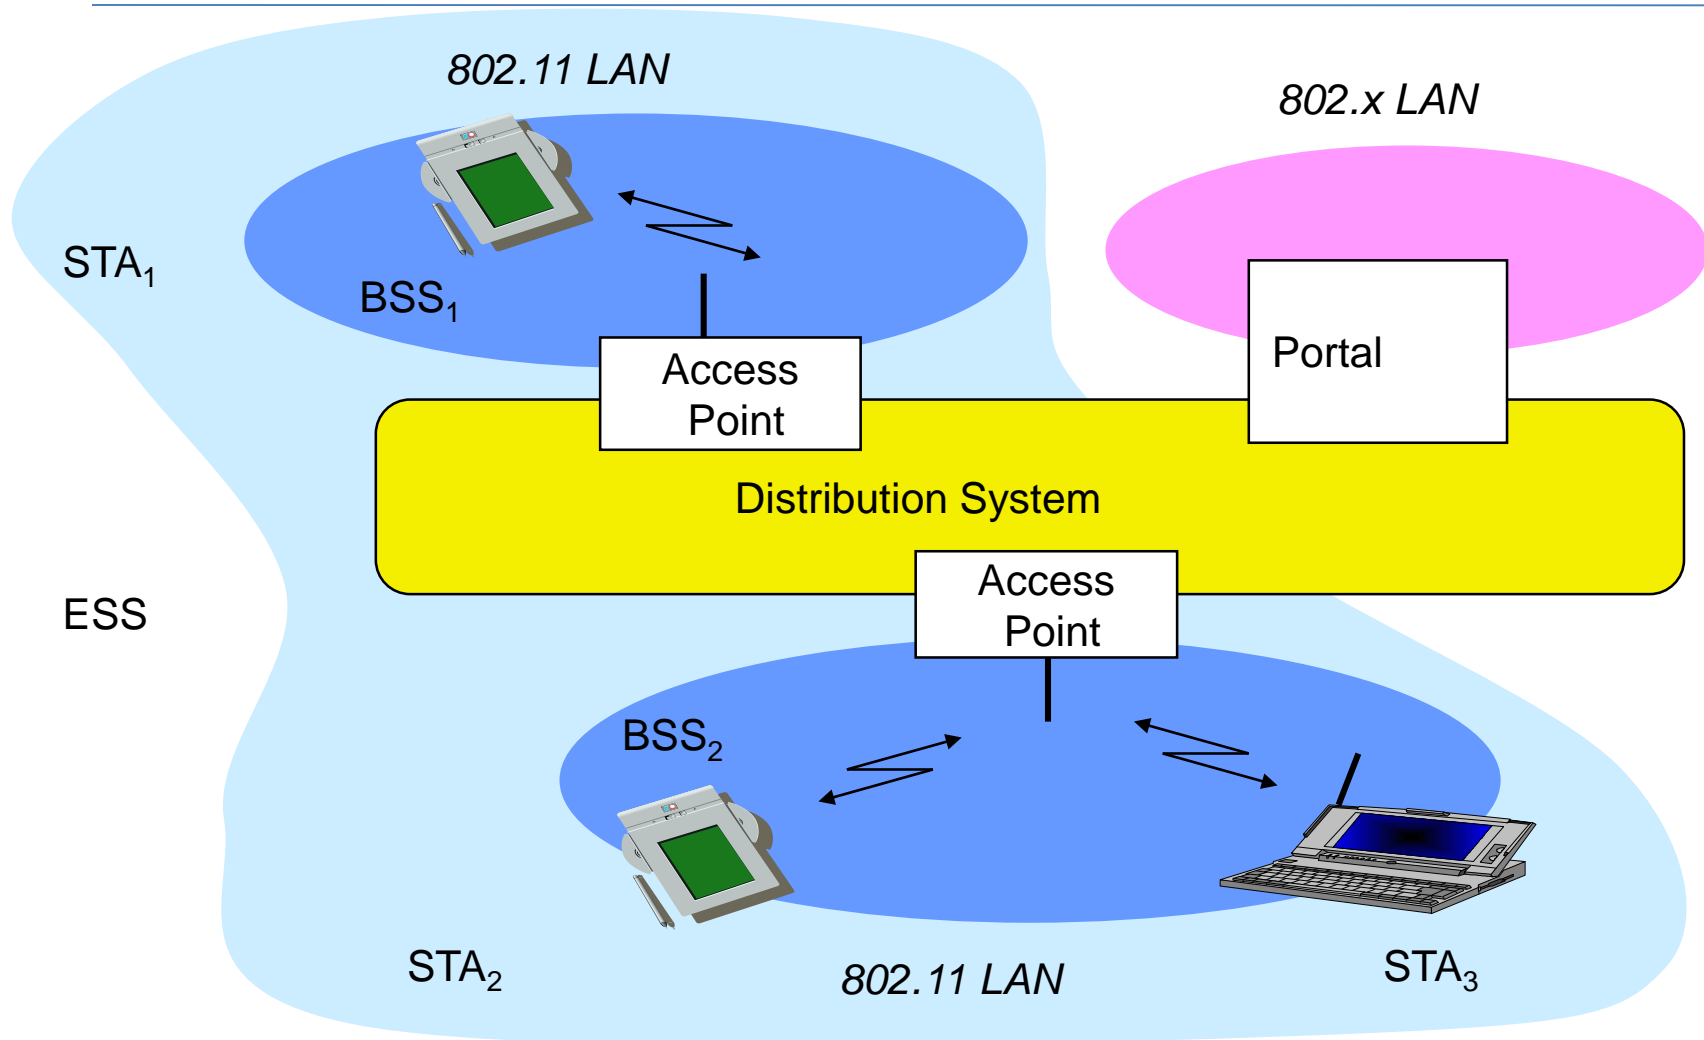 802.11 LAN
802.x LAN
STA1
BSS1
Access
Point
Portal
Distribution System
Access
Point
ESS
BSS2
STA2
802.11 LAN
STA3